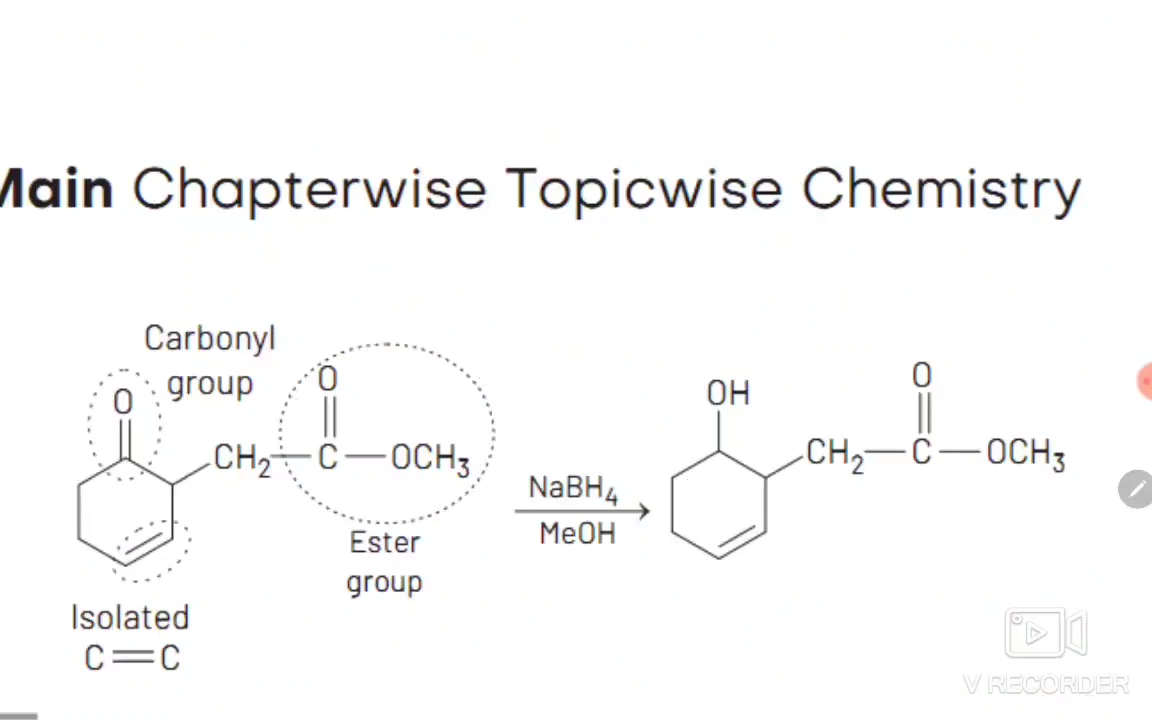 Main Chapterwise Topicwise Chemistry
Carbonyl
group
O
O
CH2—C—OCH3
Ester
group
Isolated
C=C
NaBH4
MeOH
OH
O
CH2—C—OCH3
V RECORDER